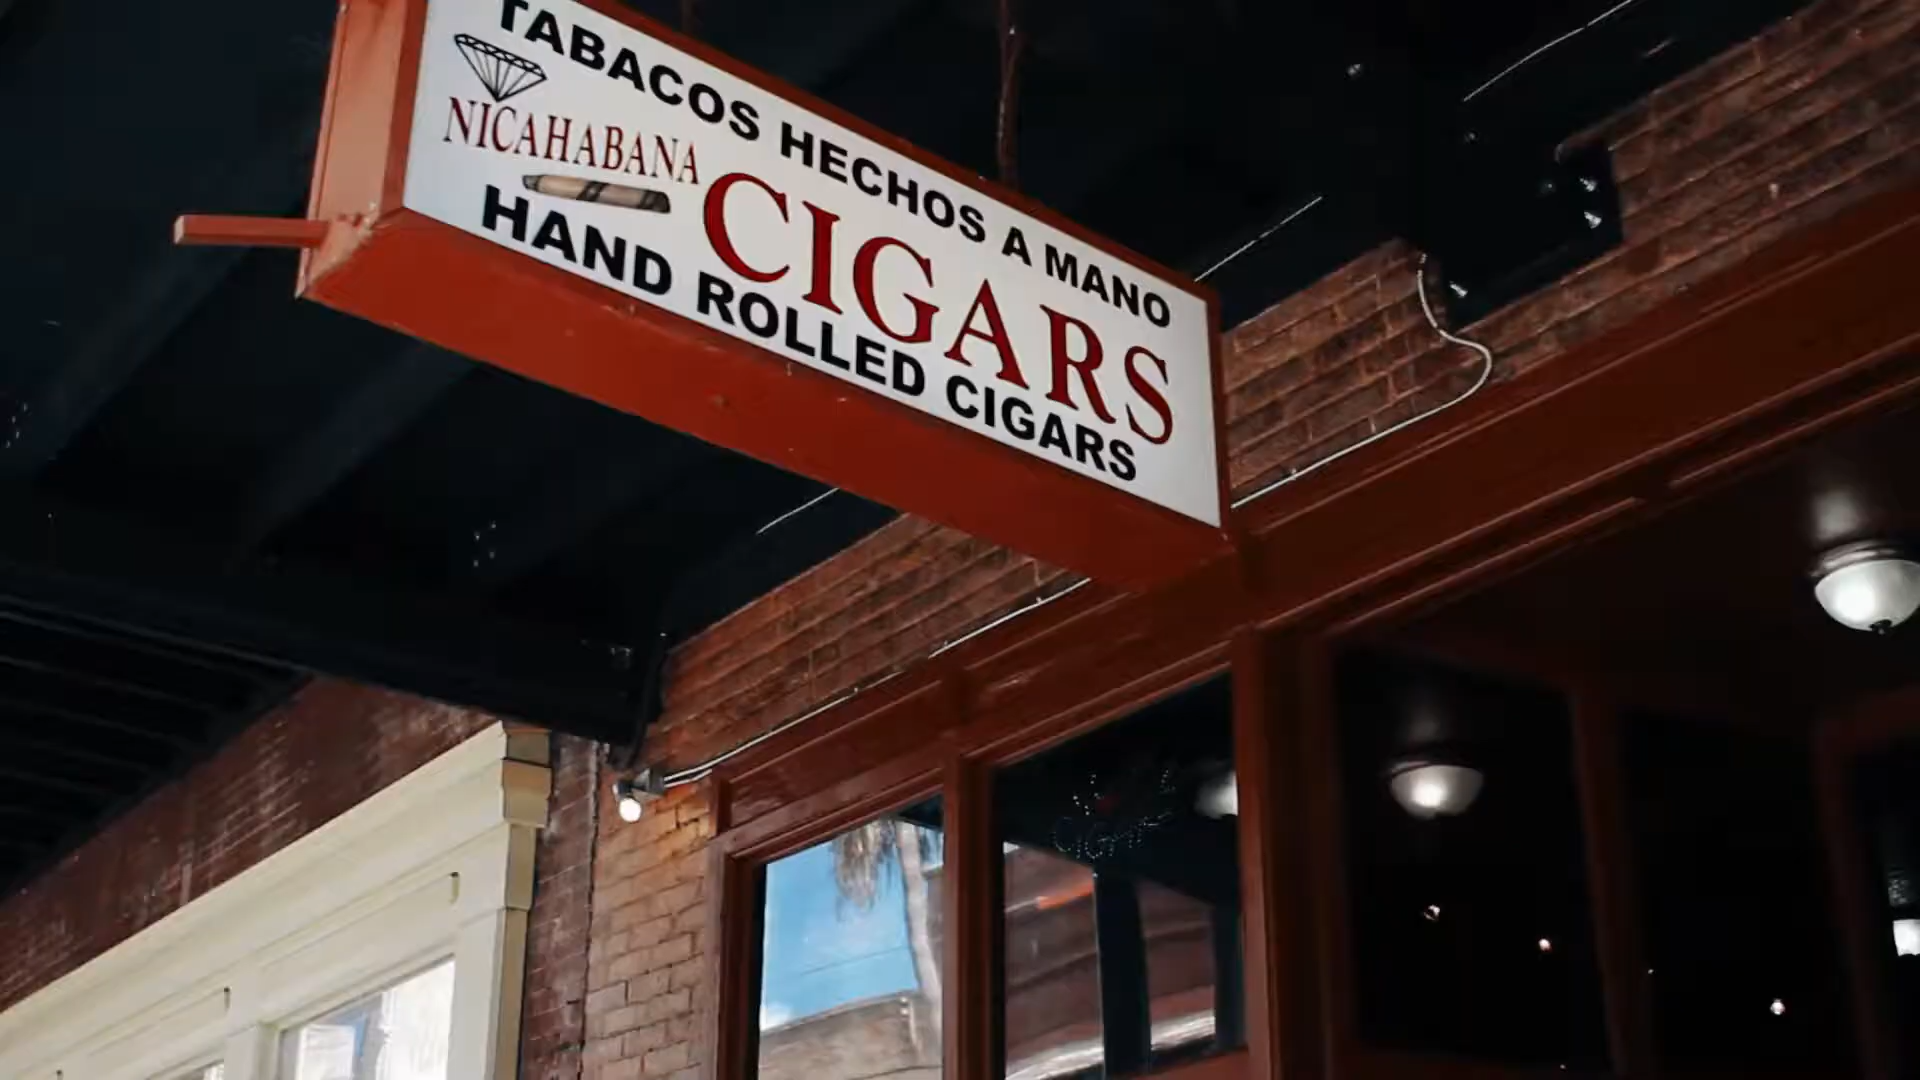 TABACOS HECHOS A MANO
NICAHABANA
CIGARS
HAND ROLLED CIGARS